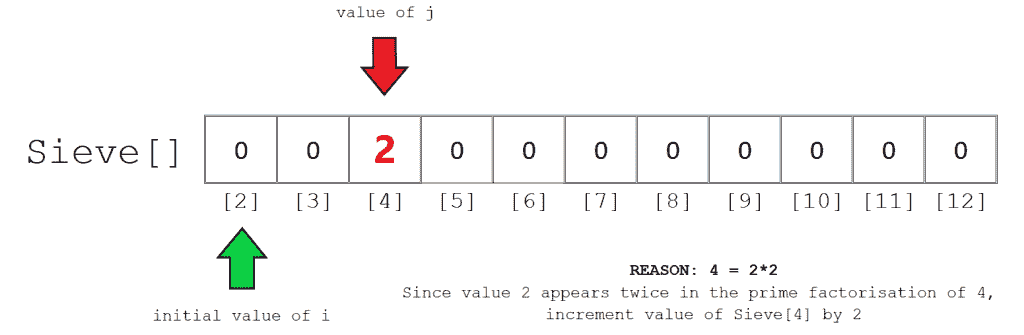 value of j
Sieve[] 0 0 2 0 0 0 0 0 0 0 0
[2] [3] [4] [5] [6] [7] [8] [9] [10] [11] [12]
REASON: 4 = 2*2
Since value 2 appears twice in the prime factorisation of 4,
increment value of Sieve[4] by 2
initial value of i